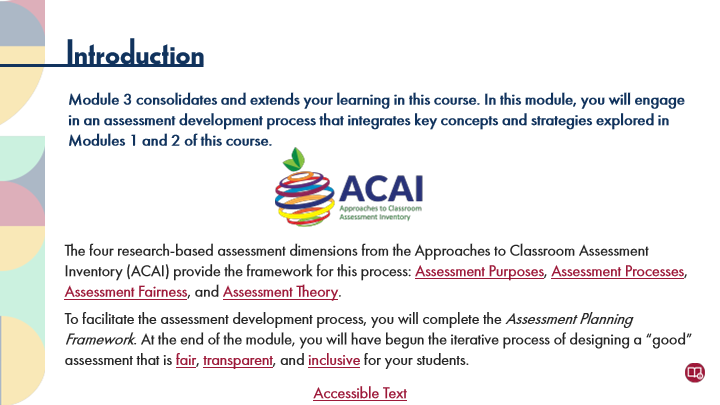 Introduction
Module 3 consolidates and extends your learning in this course. In this module, you will engage
in an assessment development process that integrates key concepts and strategies explored in
Modules 1 and 2 of this course.
ACAI
Approaches to Classroom
Assessment Inventory
The four research-based assessment dimensions from the Approaches to Classroom Assessment
Inventory (ACAI) provide the framework for this process: Assessment Purposes, Assessment Processes,
Assessment Fairness, and Assessment Theory.
To facilitate the assessment development process, you will complete the Assessment Planning
Framework. At the end of the module, you will have begun the iterative process of designing a “good”
assessment that is fair, transparent, and inclusive for your students.
Accessible Text